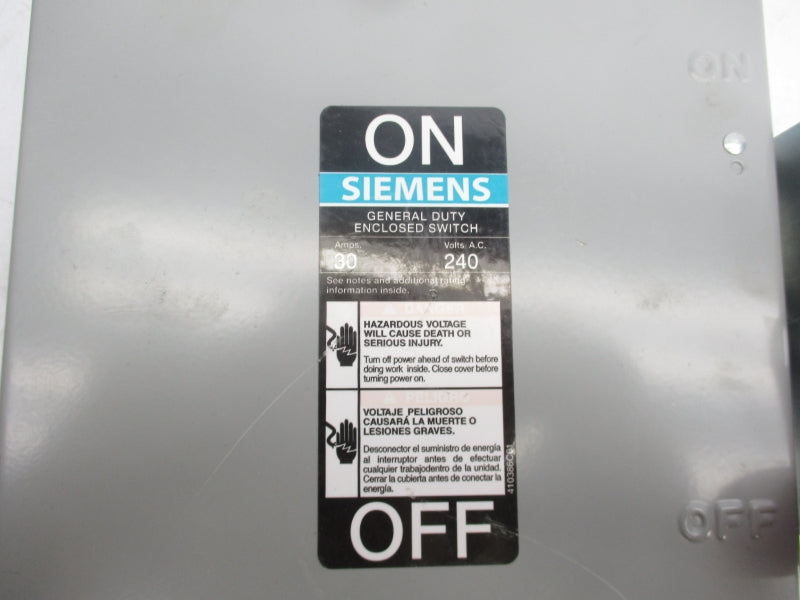 ON
ON
SIEMENS
GENERAL DUTY
ENCLOSED SWITCH
Amps. Volts A.C.
30 240
See notes and additional rating
information inside.
DANGER
HAZARDOUS VOLTAGE
WILL CAUSE DEATH OR
SERIOUS INJURY.
Turn off power ahead of switch before
doing work inside. Close cover before
turning power on.
PELIGRO
VOLTAJE PELIGROSO
CAUSARÁ LA MUERTE O
LESIONES GRAVES.
Desconector el suministro de energía
al interruptor antes de efectuar
cualquier trabajodentro de la unidad.
Cerrar la cubierta antes de conectar la
energía.
410386C01
OFF
OFF